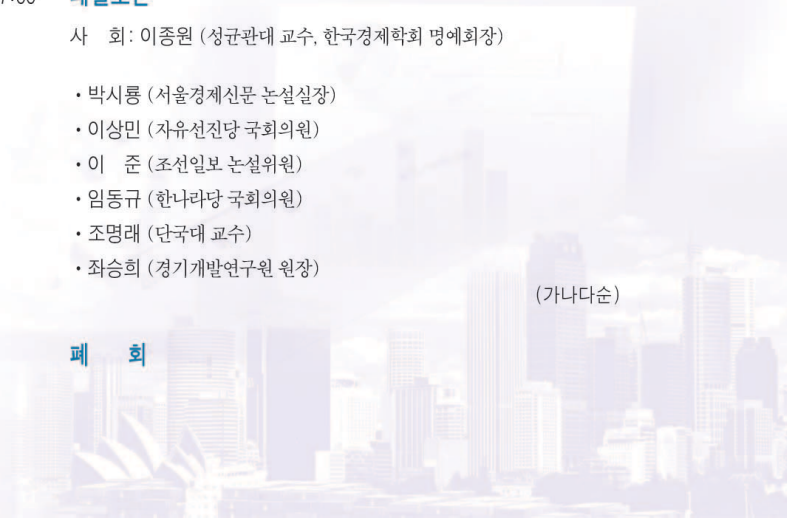 사 회: 이종원 (성균관대 교수, 한국경제학회 명예회장)
• 박시룡 (서울경제신문 논설실장)
• 이상민 (자유선진당 국회의원)
• 이 준 (조선일보 논설위원)
• 임동규 (한나라당 국회의원)
• 조명래 (단국대 교수)
• 좌승희 (경기개발연구원 원장)
(가나다순)
폐 회